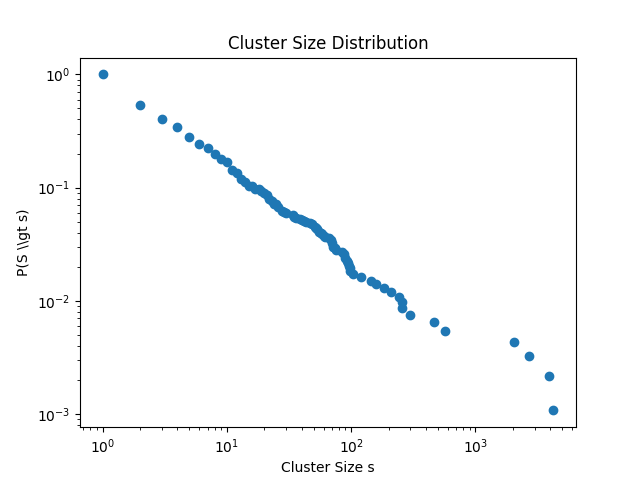 Cluster Size Distribution
P(S \\gt s)
10⁰
10⁻¹
10⁻²
10⁻³
10⁰ 10¹ 10² 10³
Cluster Size s